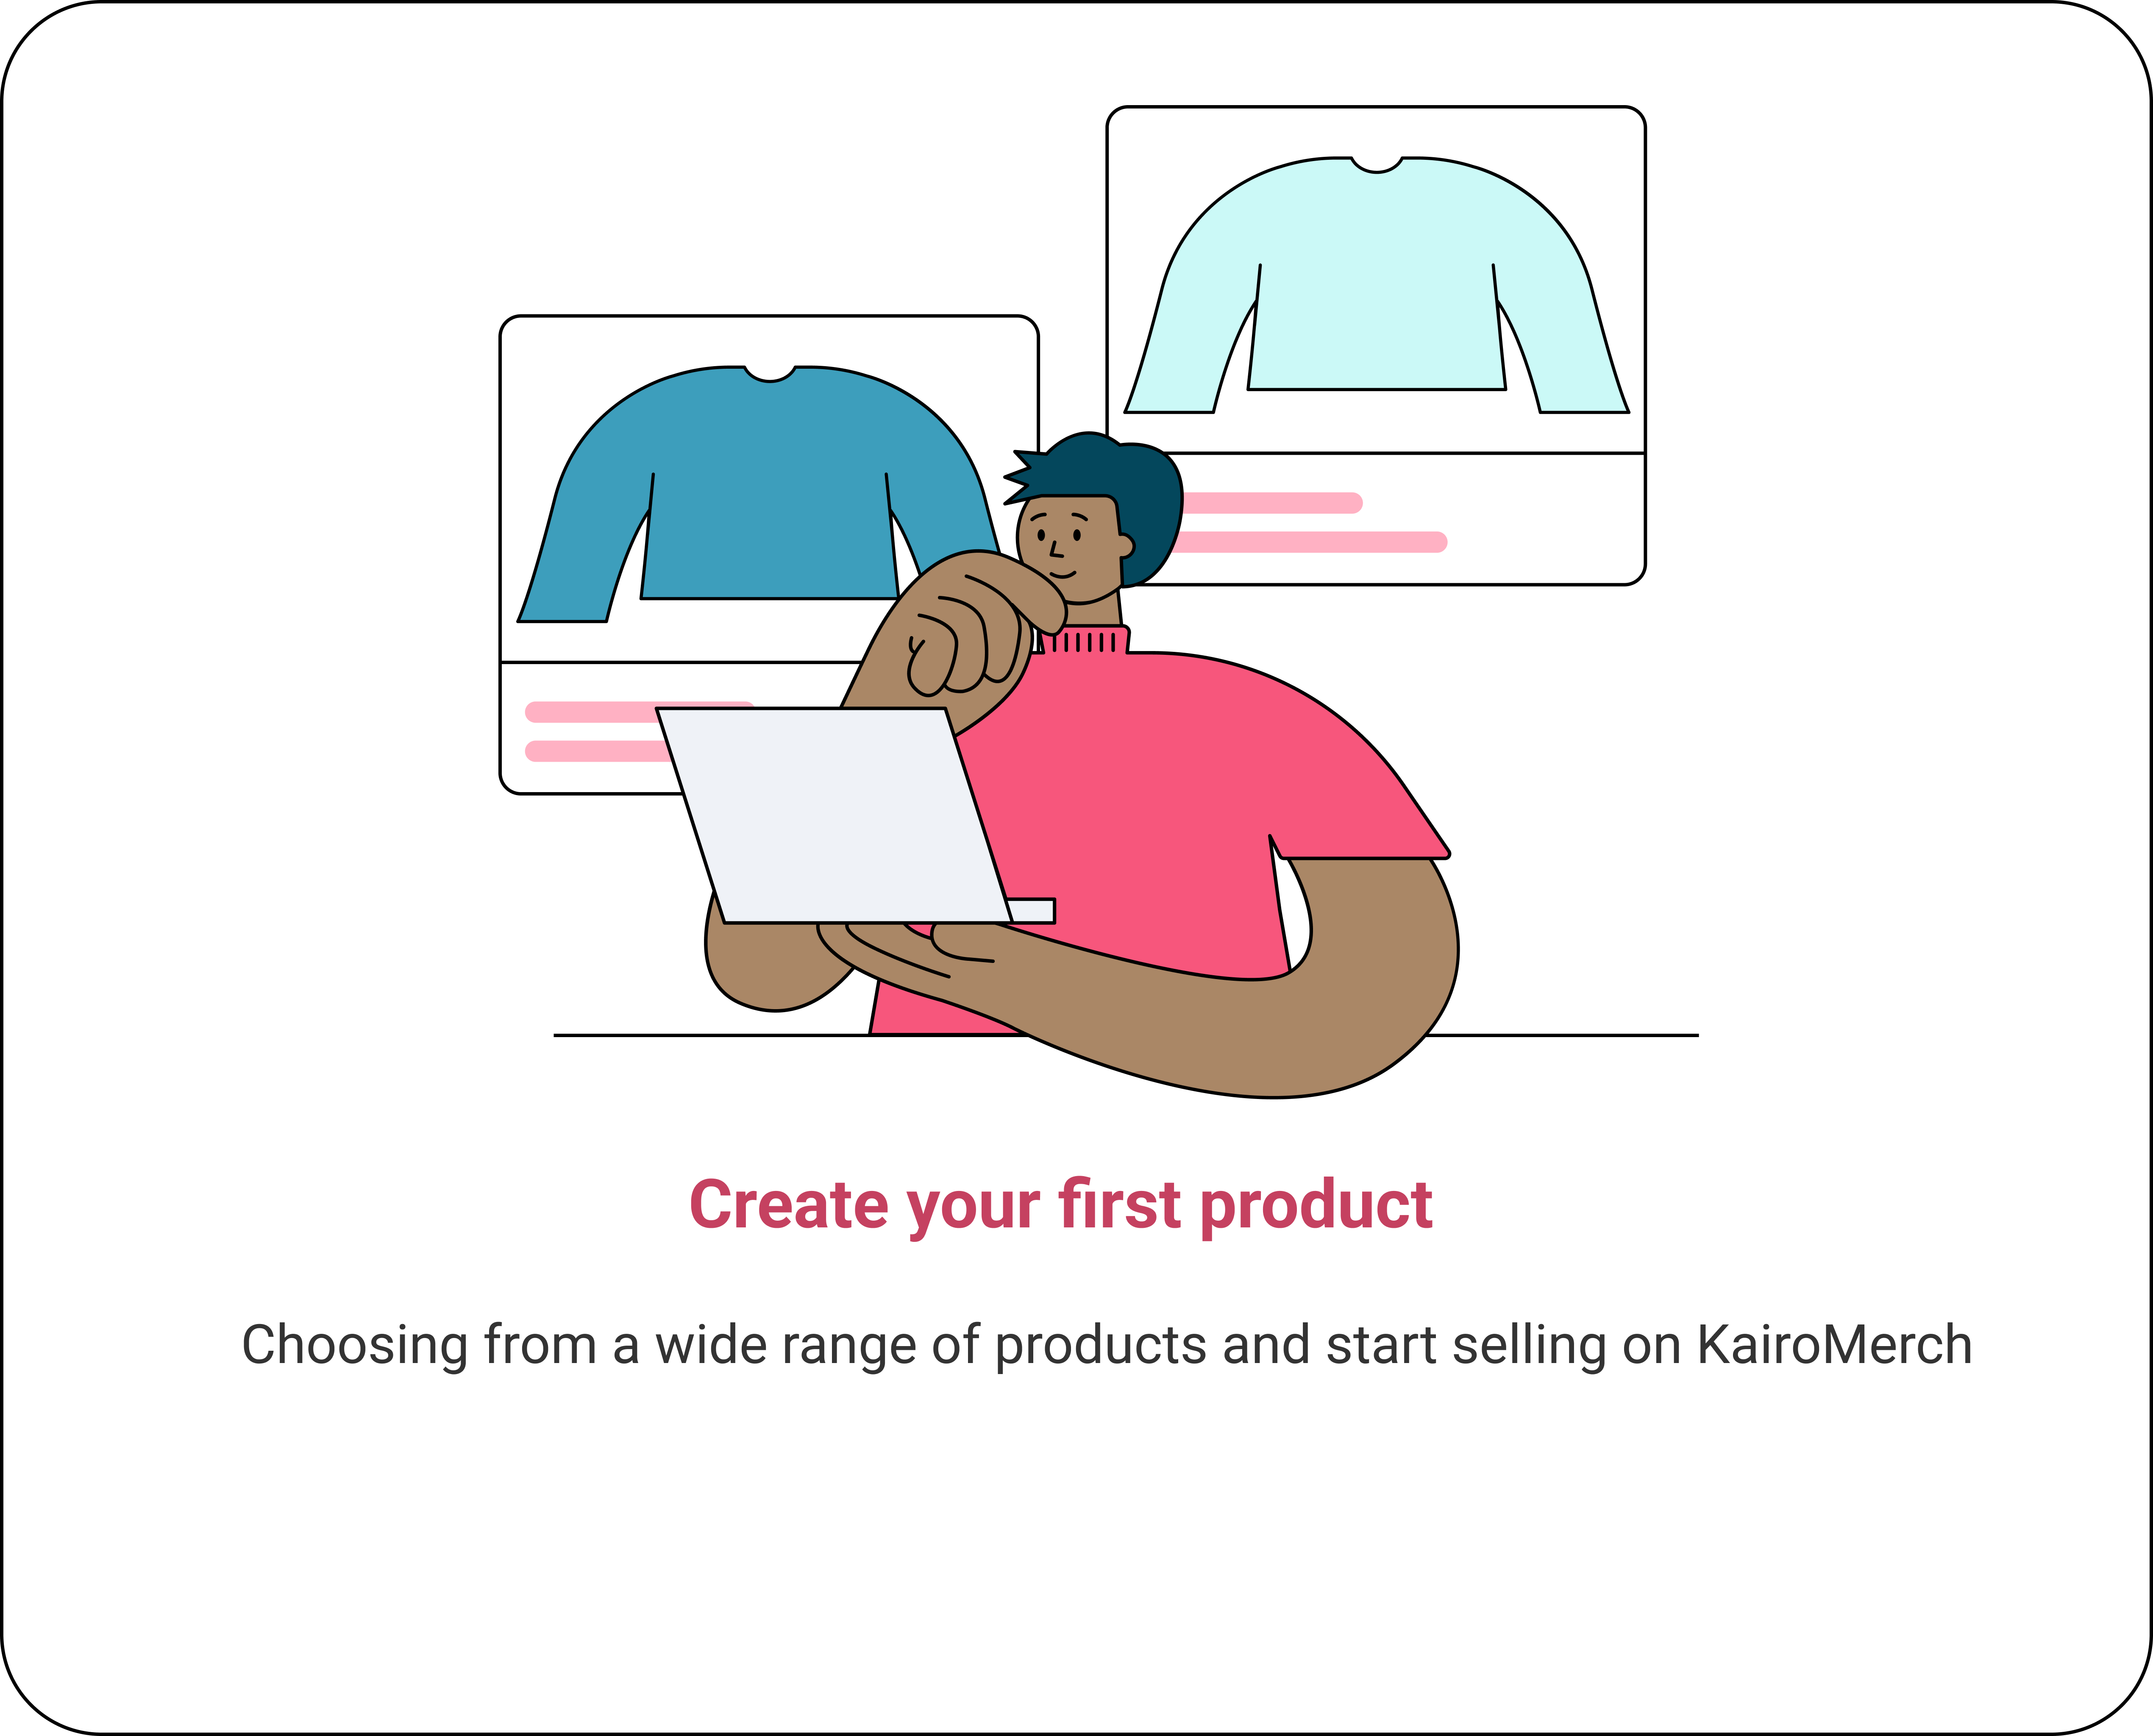 Create your first product
Choosing from a wide range of products and start selling on KairoMerch